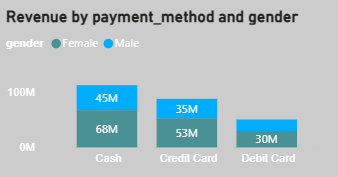 Revenue by payment_method and gender
gender Female Male
100M
45M 35M
68M 53M 30M
0M
Cash Credit Card Debit Card